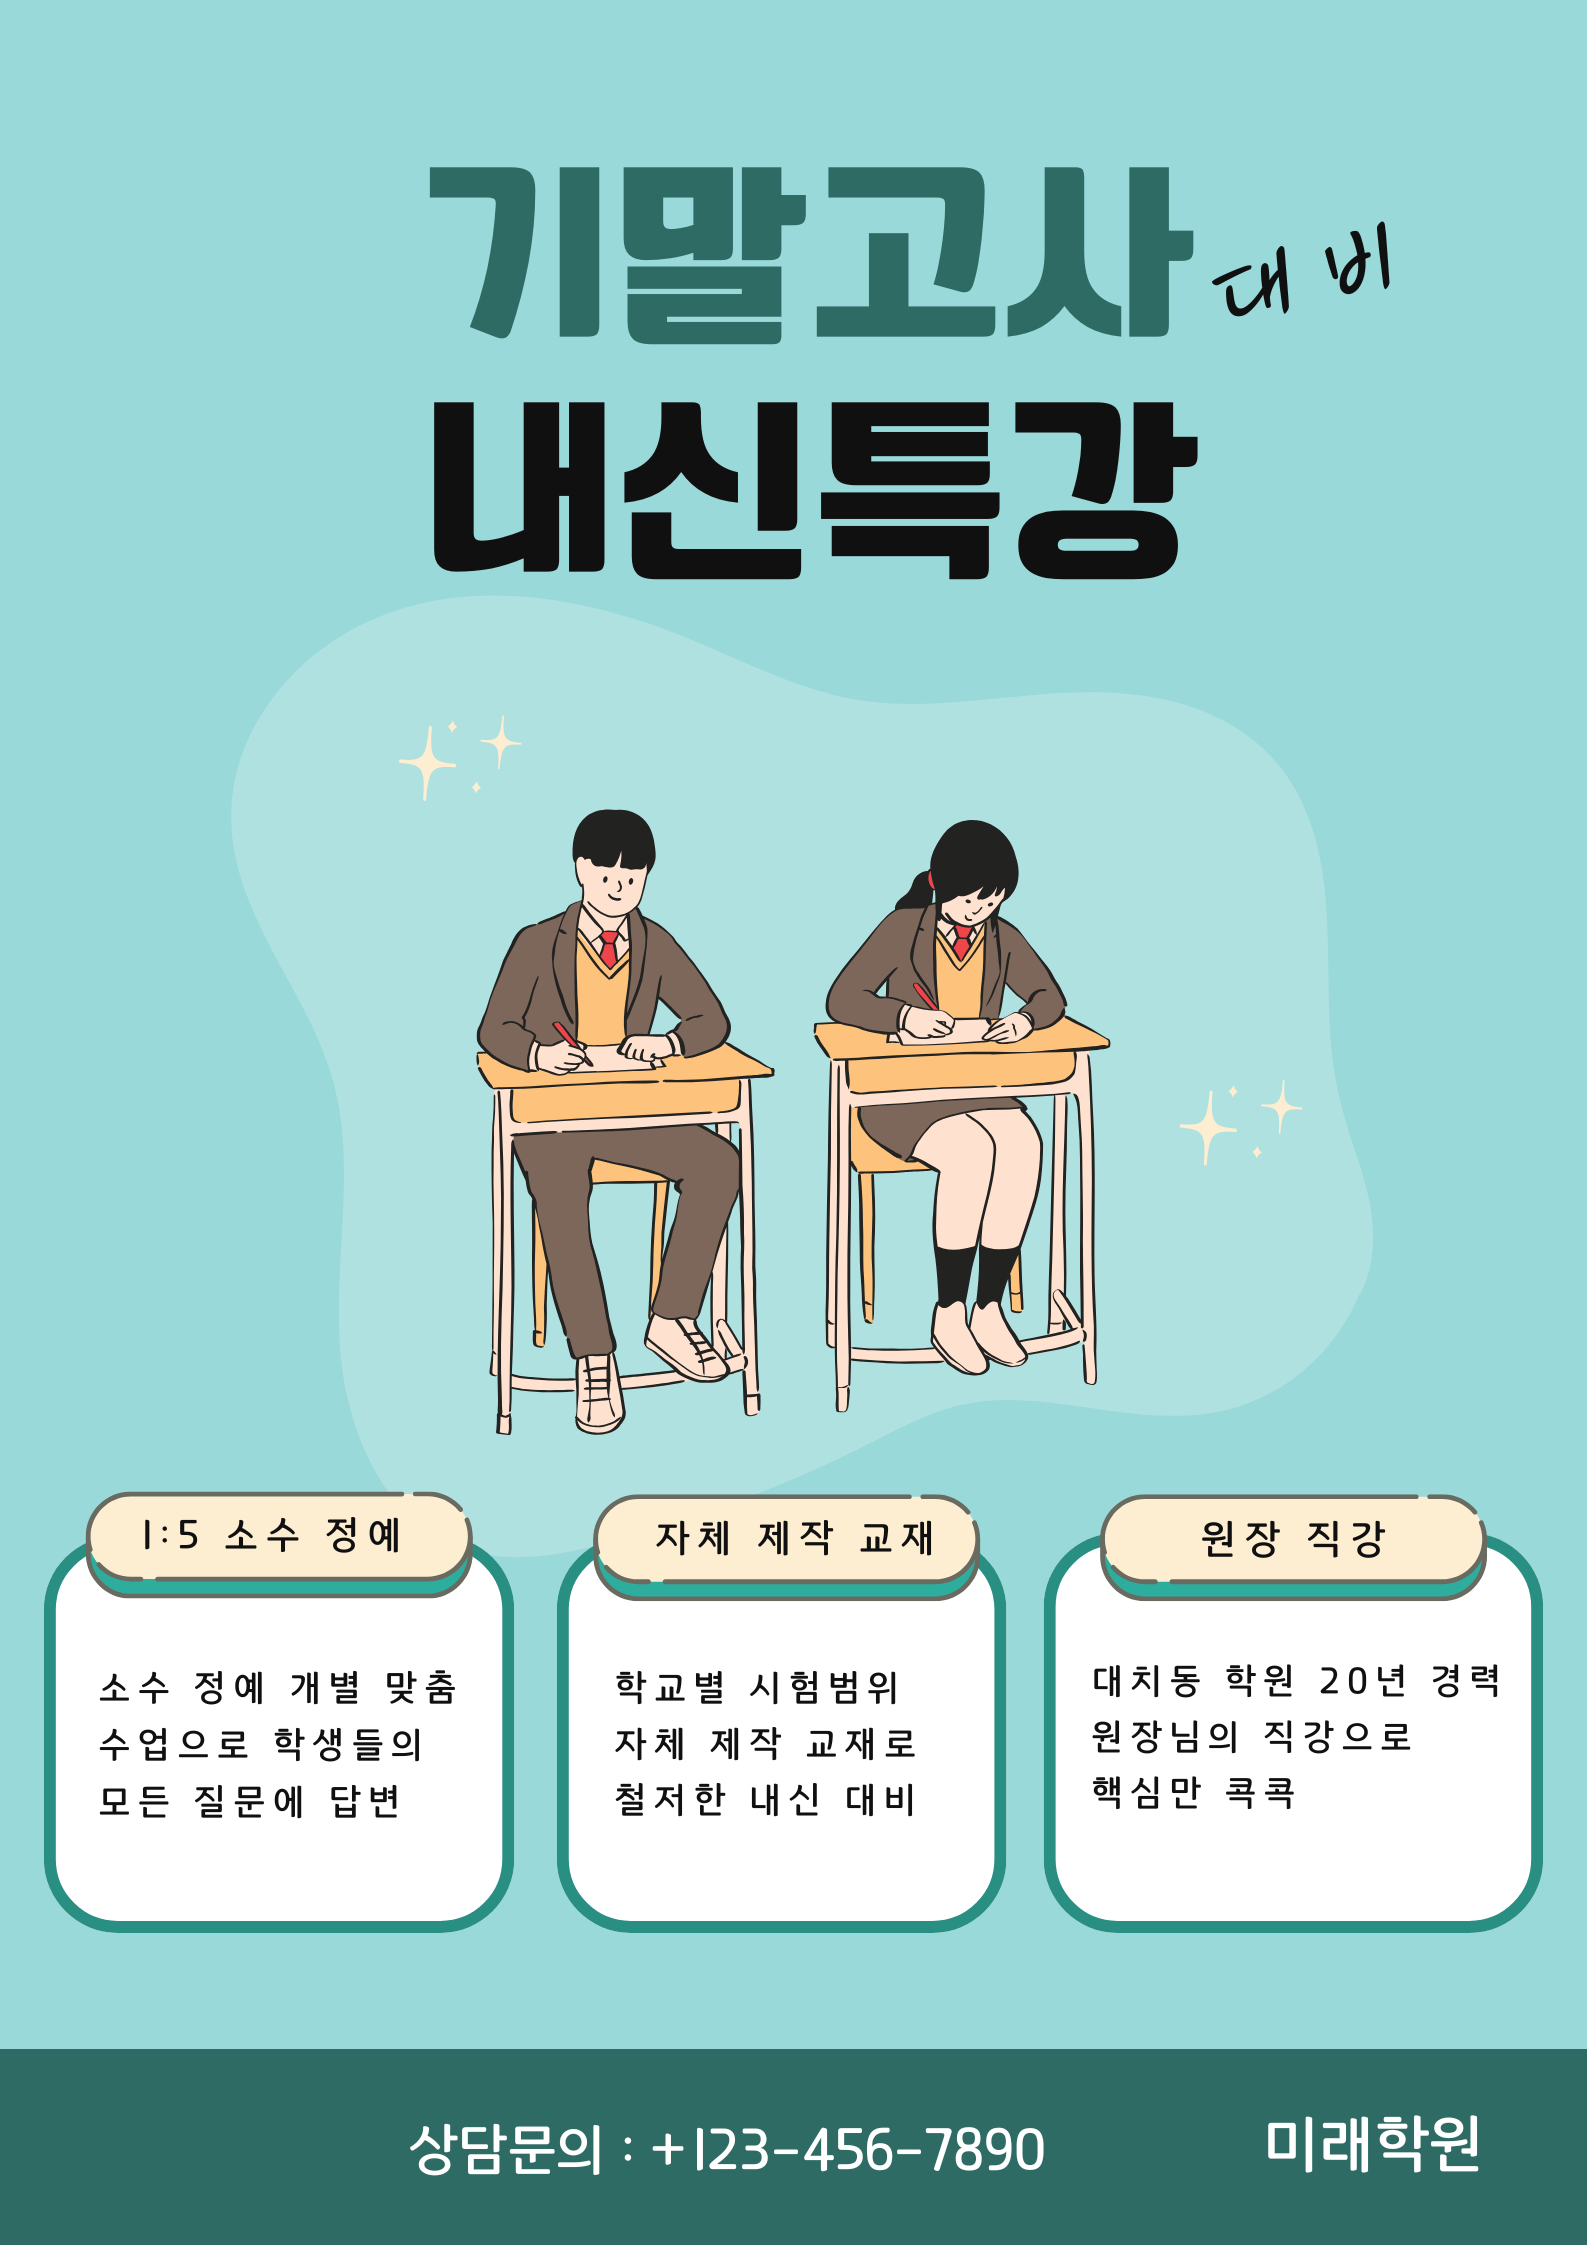 기말고사 대비
내신특강
1:5 소수 정예
소수 정예 개별 맞춤
수업으로 학생들의
모든 질문에 답변
자체 제작 교재
학교별 시험범위
자체 제작 교재로
철저한 내신 대비
원장 직강
대치동 학원 20년 경력
원장님의 직강으로
핵심만 콕콕
상담문의 : +123-456-7890
미래학원